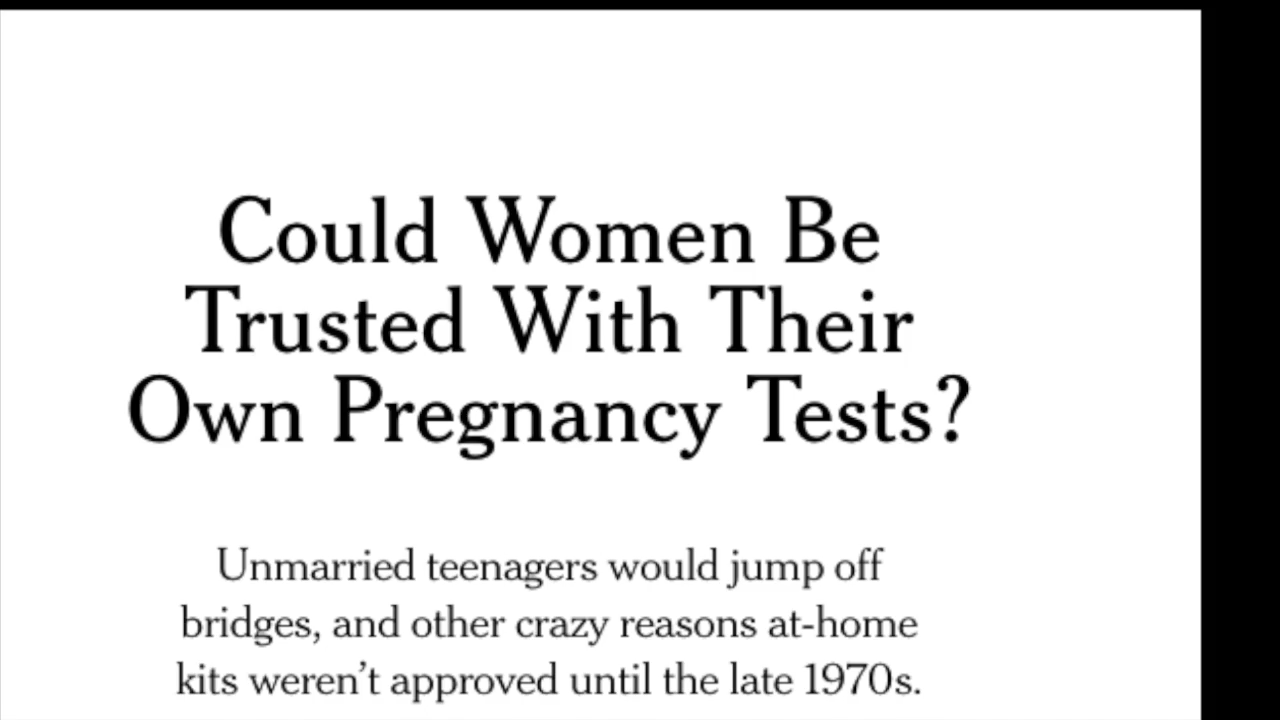 Could Women Be
Trusted With Their
Own Pregnancy Tests?
Unmarried teenagers would jump off
bridges, and other crazy reasons at-home
kits weren’t approved until the late 1970s.